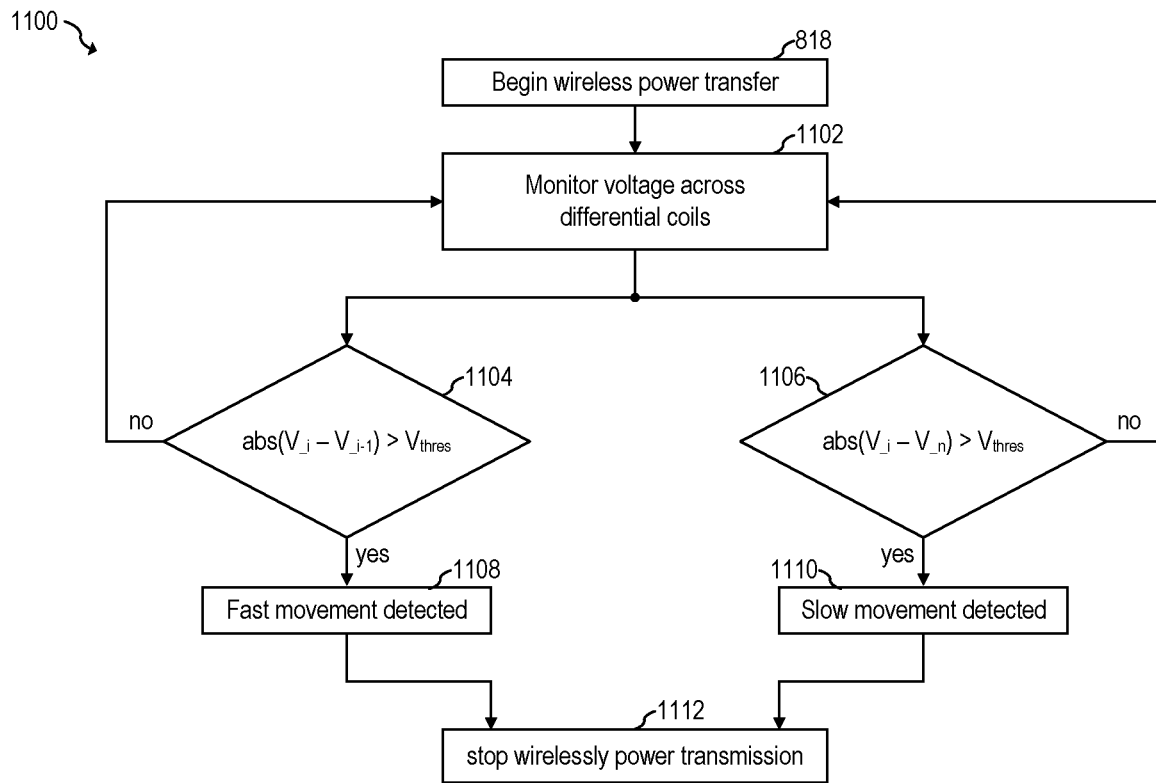 1100
818
Begin wireless power transfer
1102
Monitor voltage across
differential coils
1104
1106
no
no
abs(V_i – V_i-1) > Vthres
abs(V_i – V_n) > Vthres
yes
yes
1108
1110
Fast movement detected
Slow movement detected
1112
stop wirelessly power transmission